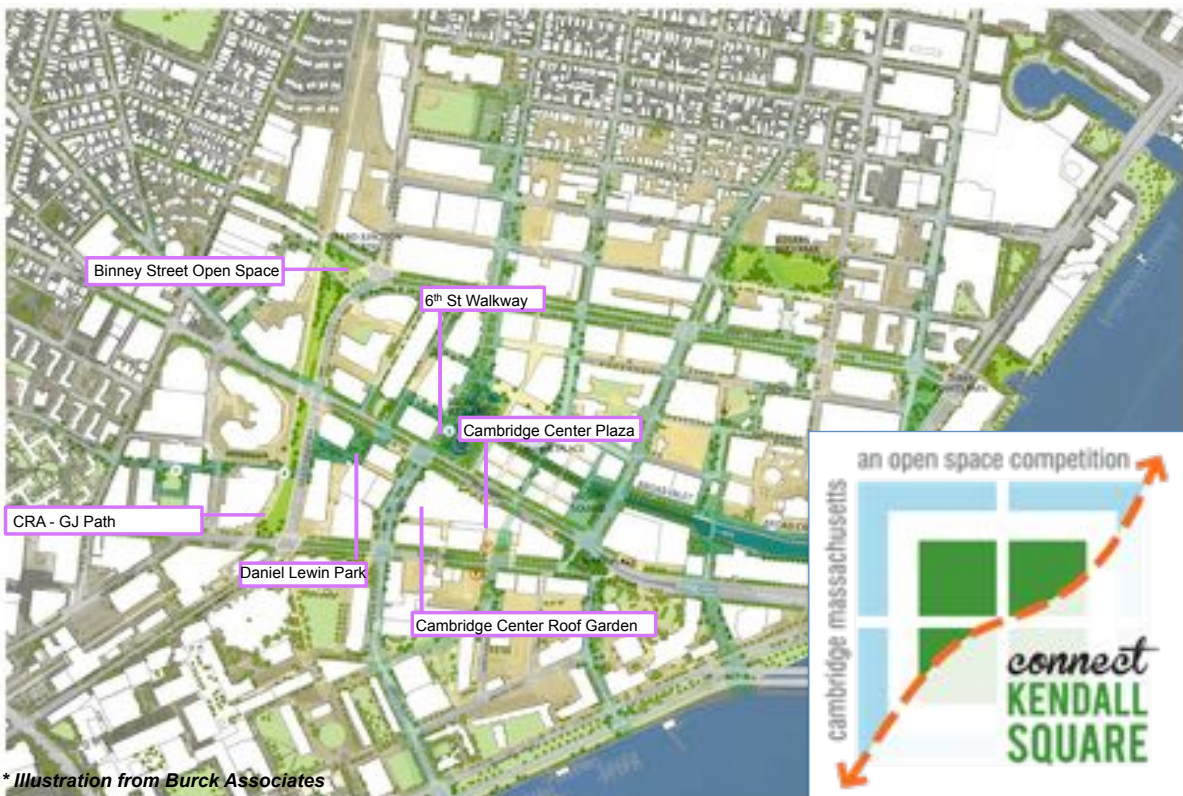 Binney Street Open Space
6th St Walkway
Cambridge Center Plaza
CRA - GJ Path
Daniel Lewin Park
Cambridge Center Roof Garden
* Illustration from Burck Associates
an open space competition
cambridge massachusetts
connect
KENDALL
SQUARE